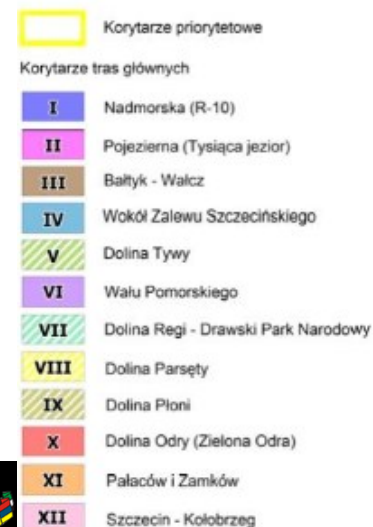 Korytarze priorytetowe
Korytarze tras głównych
I Nadmorska (R-10)
II Pojezierna (Tysiąca jezior)
III Bałtyk - Wałcz
IV Wokół Zalewu Szczecińskiego
V Dolina Tywy
VI Wału Pomorskiego
VII Dolina Regi - Drawski Park Narodowy
VIII Dolina Parsęty
IX Dolina Płoni
X Dolina Odry (Zielona Odra)
XI Pałaców i Zamków
XII Szczecin - Kołobrzeg